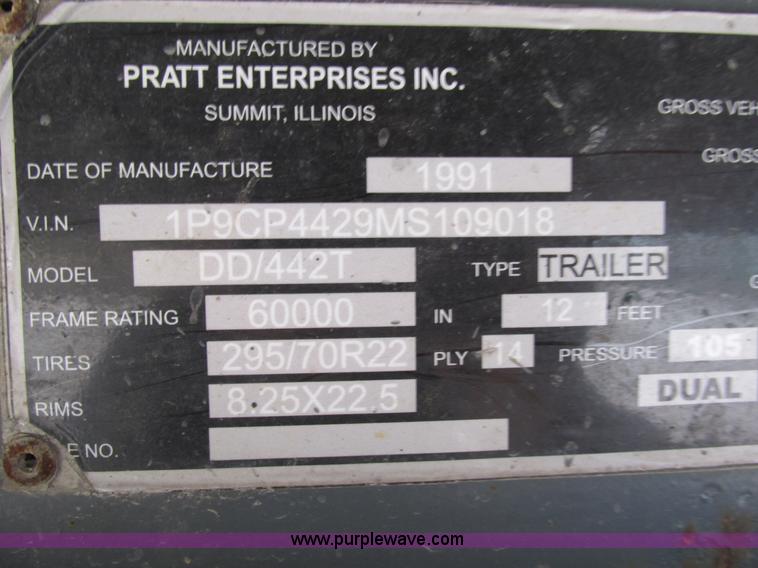 MANUFACTURED BY
PRATT ENTERPRISES INC.
SUMMIT, ILLINOIS
GROSS
DATE OF MANUFACTURE 1991
V.I.N. 1P9CP4429MS109018
MODEL DD/442T TYPE TRAILER
FRAME RATING 60000 IN 12 FEET
TIRES 295/70R22 PLY 14 PRESSURE 105
RIMS 8.25X22.5 DUAL
NO.
www.purplewave.com